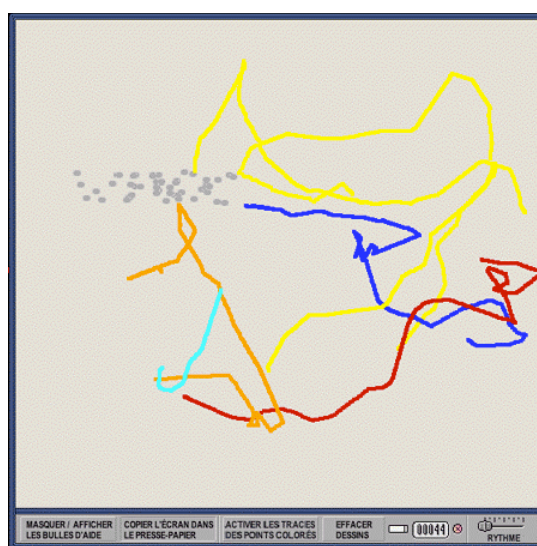 MASQUER / AFFICHER
LES BULLES D'AIDE
COPIER L'ÉCRAN DANS
LE PRESSE-PAPIER
ACTIVER LES TRACES
DES POINTS COLORÉS
EFFACER
DESSINS
00044
RYTHME